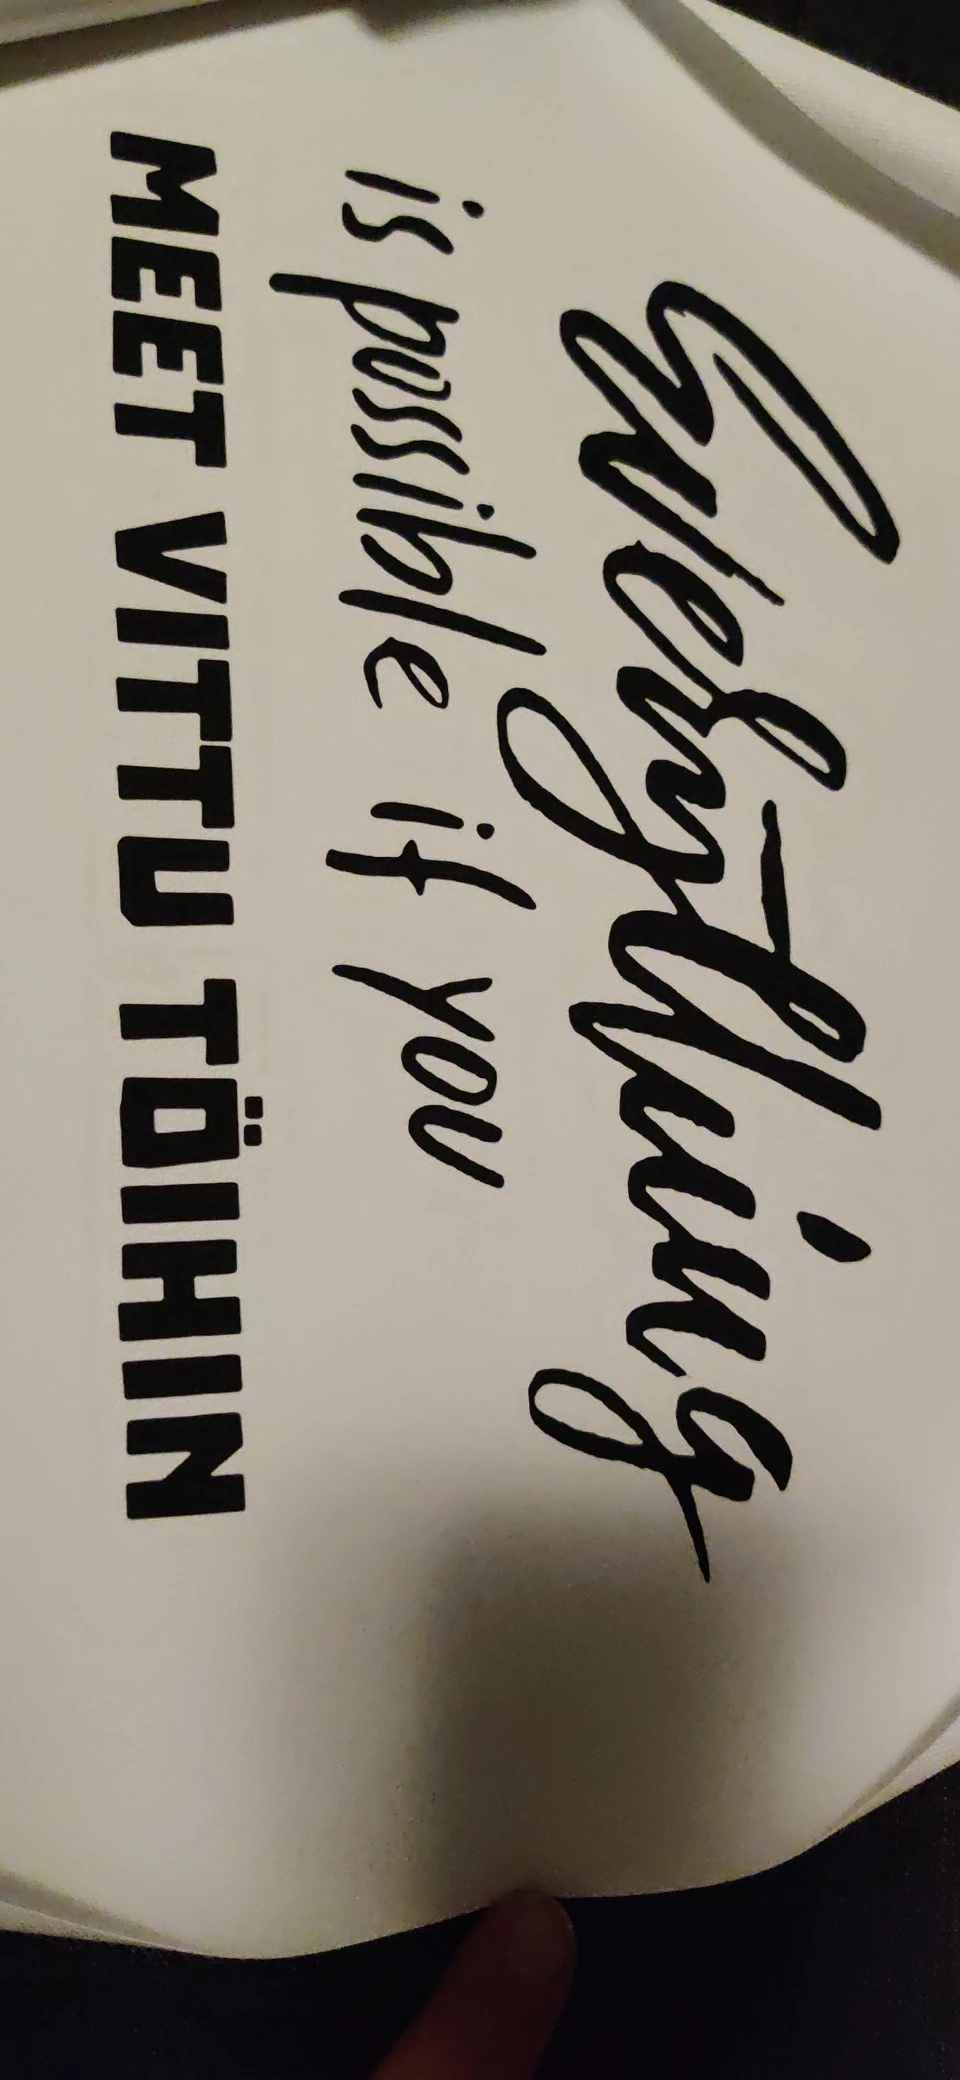 Everything
is possible if you
MEET VITTU TÖIHIN